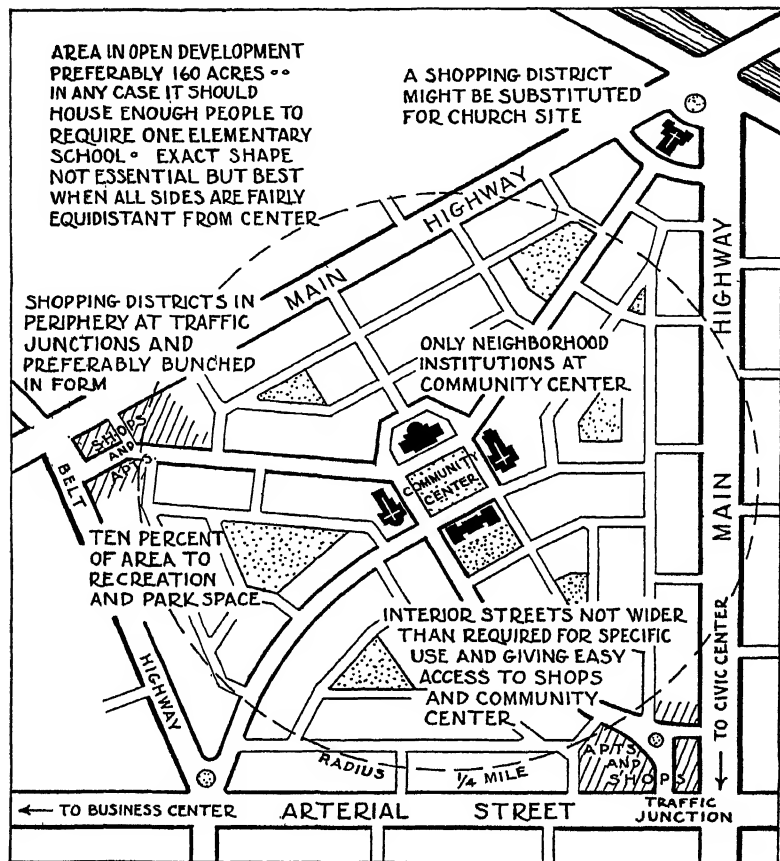 AREA IN OPEN DEVELOPMENT
PREFERABLY 160 ACRES ••
IN ANY CASE IT SHOULD
HOUSE ENOUGH PEOPLE TO
REQUIRE ONE ELEMENTARY
SCHOOL • EXACT SHAPE
NOT ESSENTIAL BUT BEST
WHEN ALL SIDES ARE FAIRLY
EQUIDISTANT FROM CENTER
A SHOPPING DISTRICT
MIGHT BE SUBSTITUTED
FOR CHURCH SITE
MAIN HIGHWAY
HIGHWAY
MAIN
SHOPPING DISTRICTS IN
PERIPHERY AT TRAFFIC
JUNCTIONS AND
PREFERABLY BUNCHED
IN FORM
ONLY NEIGHBORHOOD
INSTITUTIONS AT
COMMUNITY CENTER
SHOPS
AND
APTS.
BELT
HIGHWAY
COMMUNITY
CENTER
TEN PERCENT
OF AREA TO
RECREATION
AND PARK SPACE
INTERIOR STREETS NOT WIDER
THAN REQUIRED FOR SPECIFIC
USE AND GIVING EASY
ACCESS TO SHOPS
AND COMMUNITY
CENTER
TO CIVIC CENTER →
RADIUS 1/4 MILE
APTS
AND
SHOPS
← TO BUSINESS CENTER
ARTERIAL STREET
TRAFFIC
JUNCTION